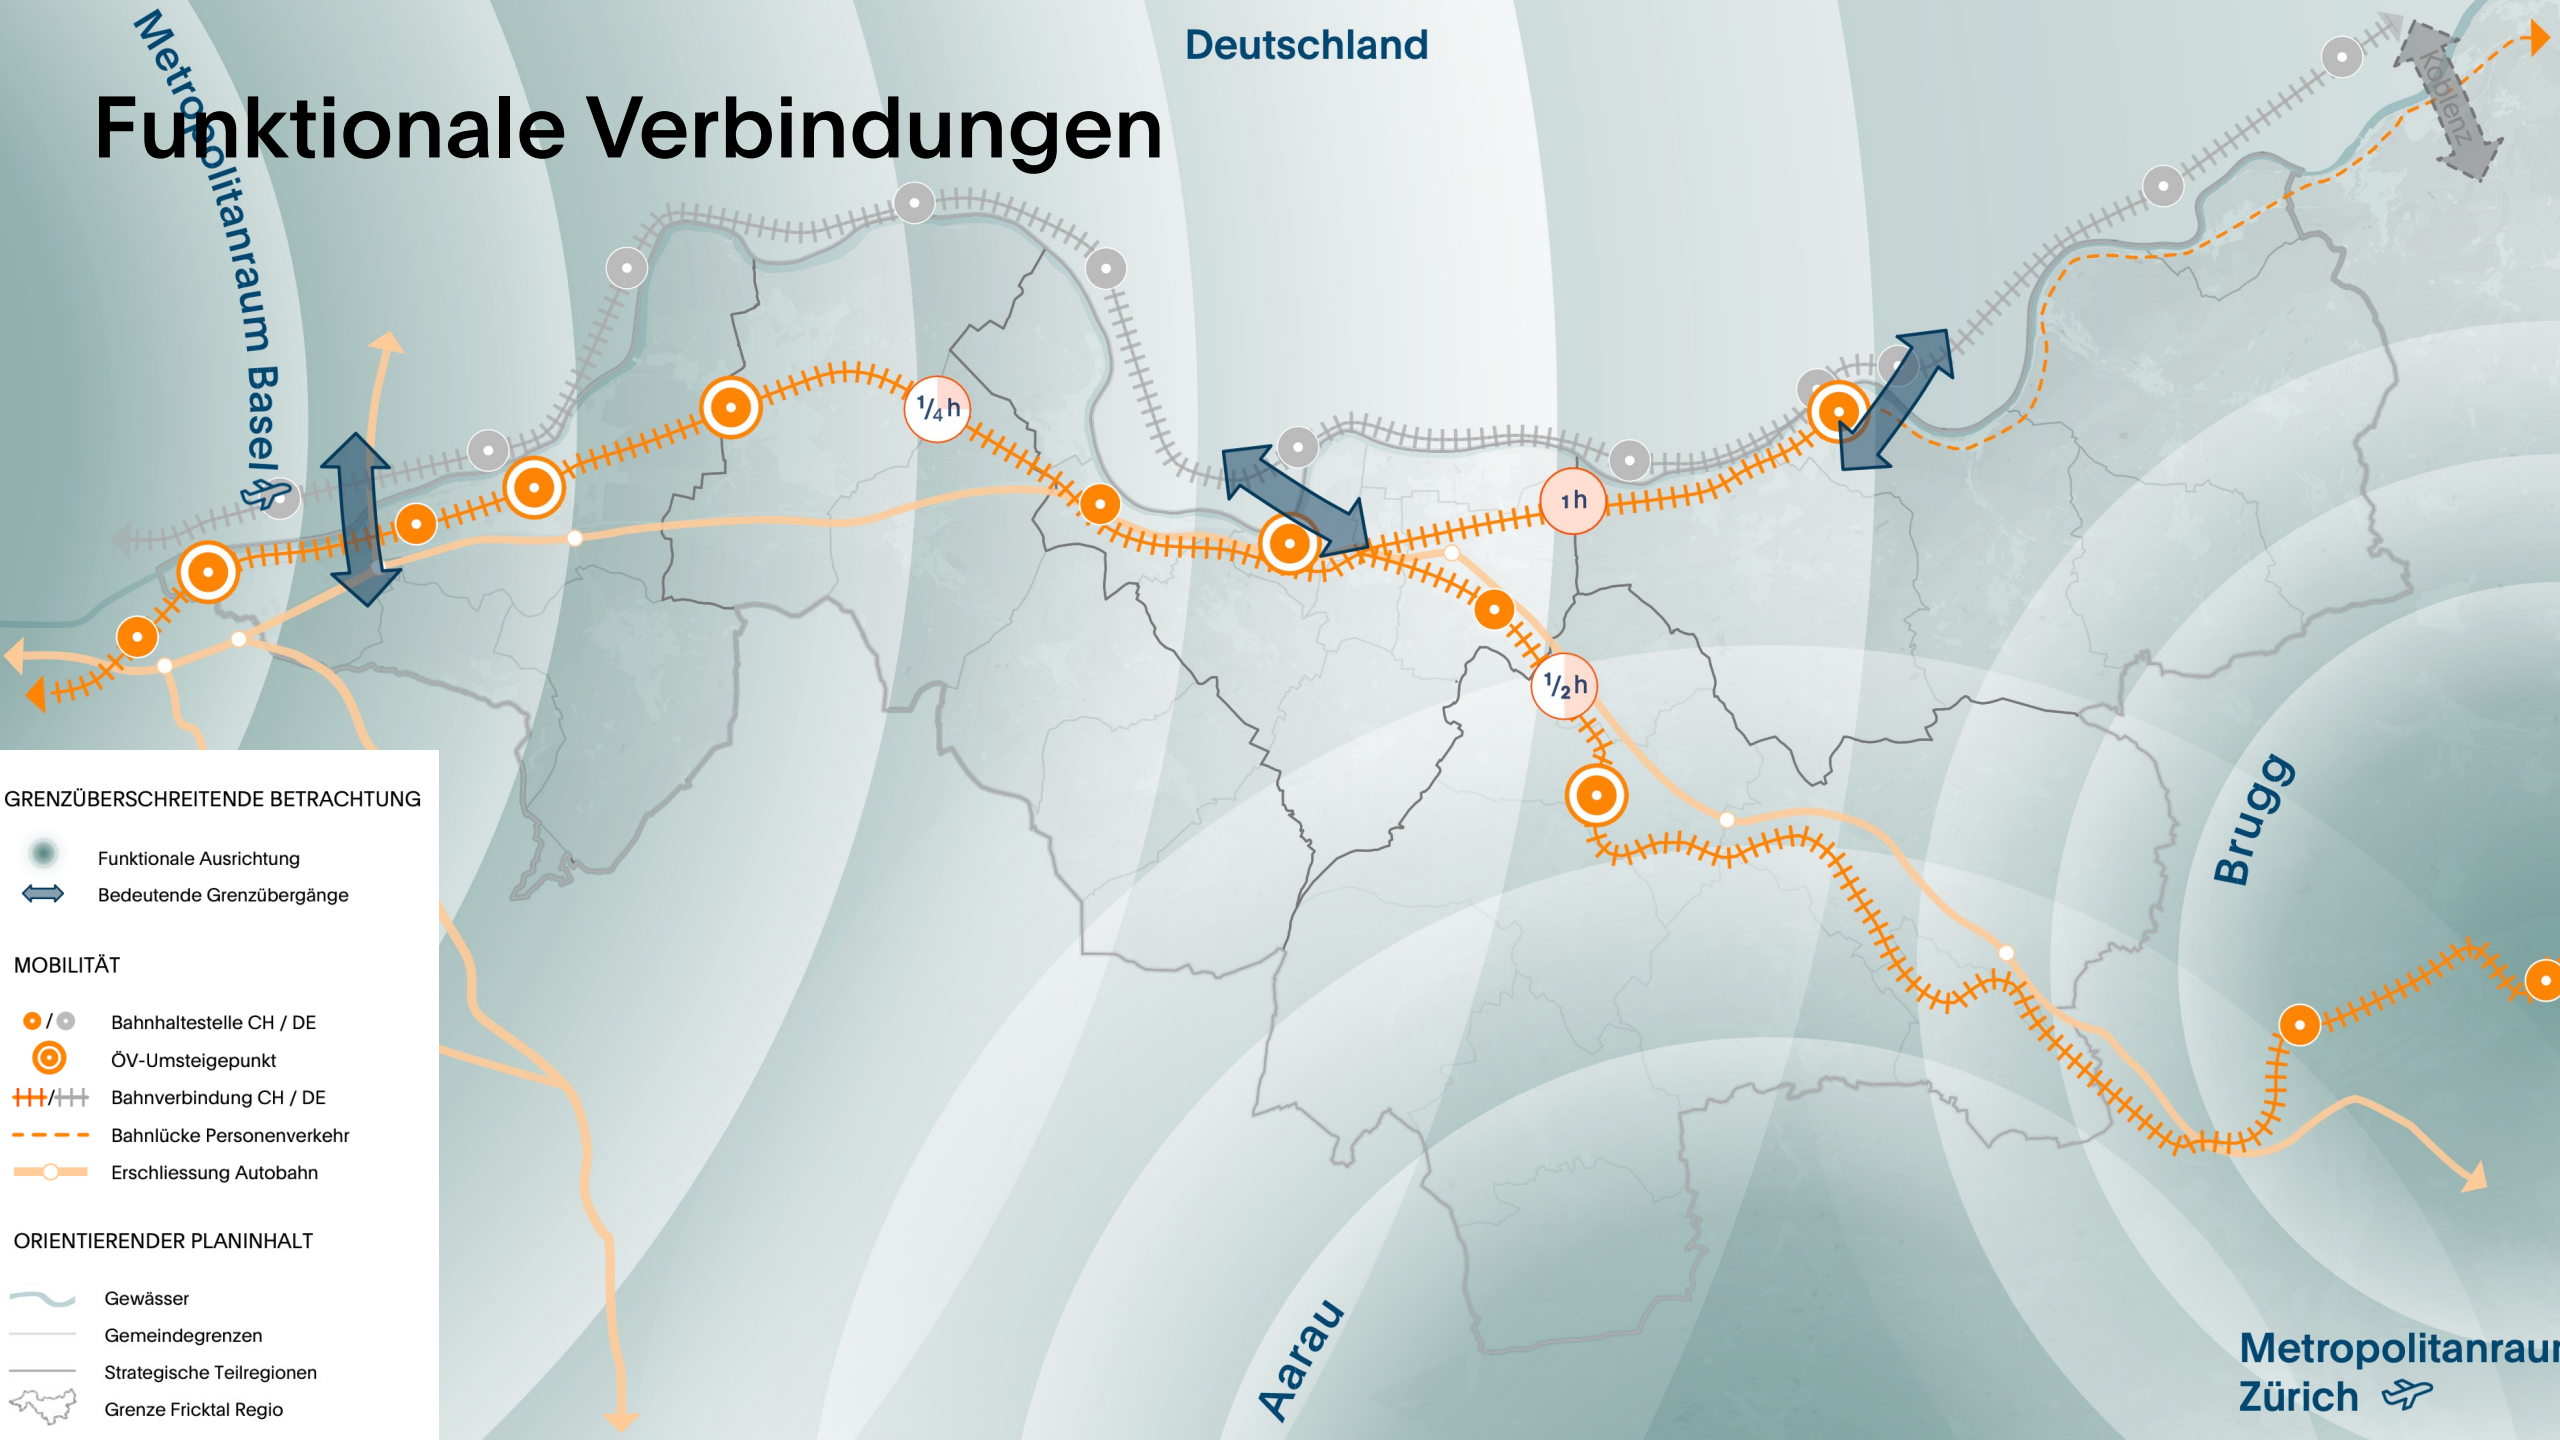 Deutschland
Funktionale Verbindungen
Metropolitanraum Basel
Koblenz
1/4 h
1 h
1/2 h
Brugg
Aarau
Metropolitanraum
Zürich
GRENZÜBERSCHREITENDE BETRACHTUNG
Funktionale Ausrichtung
Bedeutende Grenzübergänge
MOBILITÄT
/ Bahnhaltestelle CH / DE
ÖV-Umsteigepunkt
/ Bahnverbindung CH / DE
Bahnlücke Personenverkehr
Erschliessung Autobahn
ORIENTIERENDER PLANINHALT
Gewässer
Gemeindegrenzen
Strategische Teilregionen
Grenze Fricktal Regio